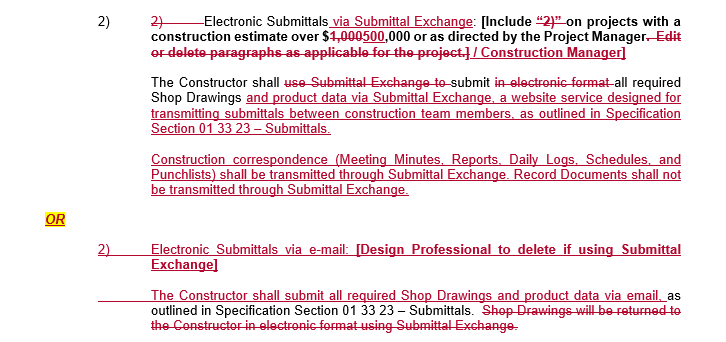 2) 2) Electronic Submittals via Submittal Exchange: [Include “2)” on projects with a
construction estimate over $1,000500,000 or as directed by the Project Manager. Edit
or delete paragraphs as applicable for the project.] / Construction Manager]
The Constructor shall use Submittal Exchange to submit in electronic format all required
Shop Drawings and product data via Submittal Exchange, a website service designed for
transmitting submittals between construction team members, as outlined in Specification
Section 01 33 23 – Submittals.
Construction correspondence (Meeting Minutes, Reports, Daily Logs, Schedules, and
Punchlists) shall be transmitted through Submittal Exchange. Record Documents shall not
be transmitted through Submittal Exchange.
OR
2) Electronic Submittals via e-mail: [Design Professional to delete if using Submittal
Exchange]
The Constructor shall submit all required Shop Drawings and product data via email, as
outlined in Specification Section 01 33 23 – Submittals. Shop Drawings will be returned to
the Constructor in electronic format using Submittal Exchange.